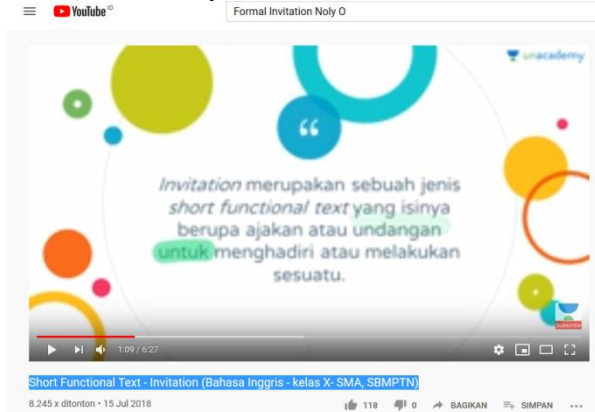 YouTube ID
Formal Invitation Noly O
unacademy
Invitation merupakan sebuah jenis
short functional text yang isinya
berupa ajakan atau undangan
untuk menghadiri atau melakukan
sesuatu.
Subscribe
1:09 / 6:27
Short Functional Text - Invitation (Bahasa Inggris - kelas X- SMA, SBMPTN)
8.245 x ditonton • 15 Jul 2018
118
0
BAGIKAN
SIMPAN